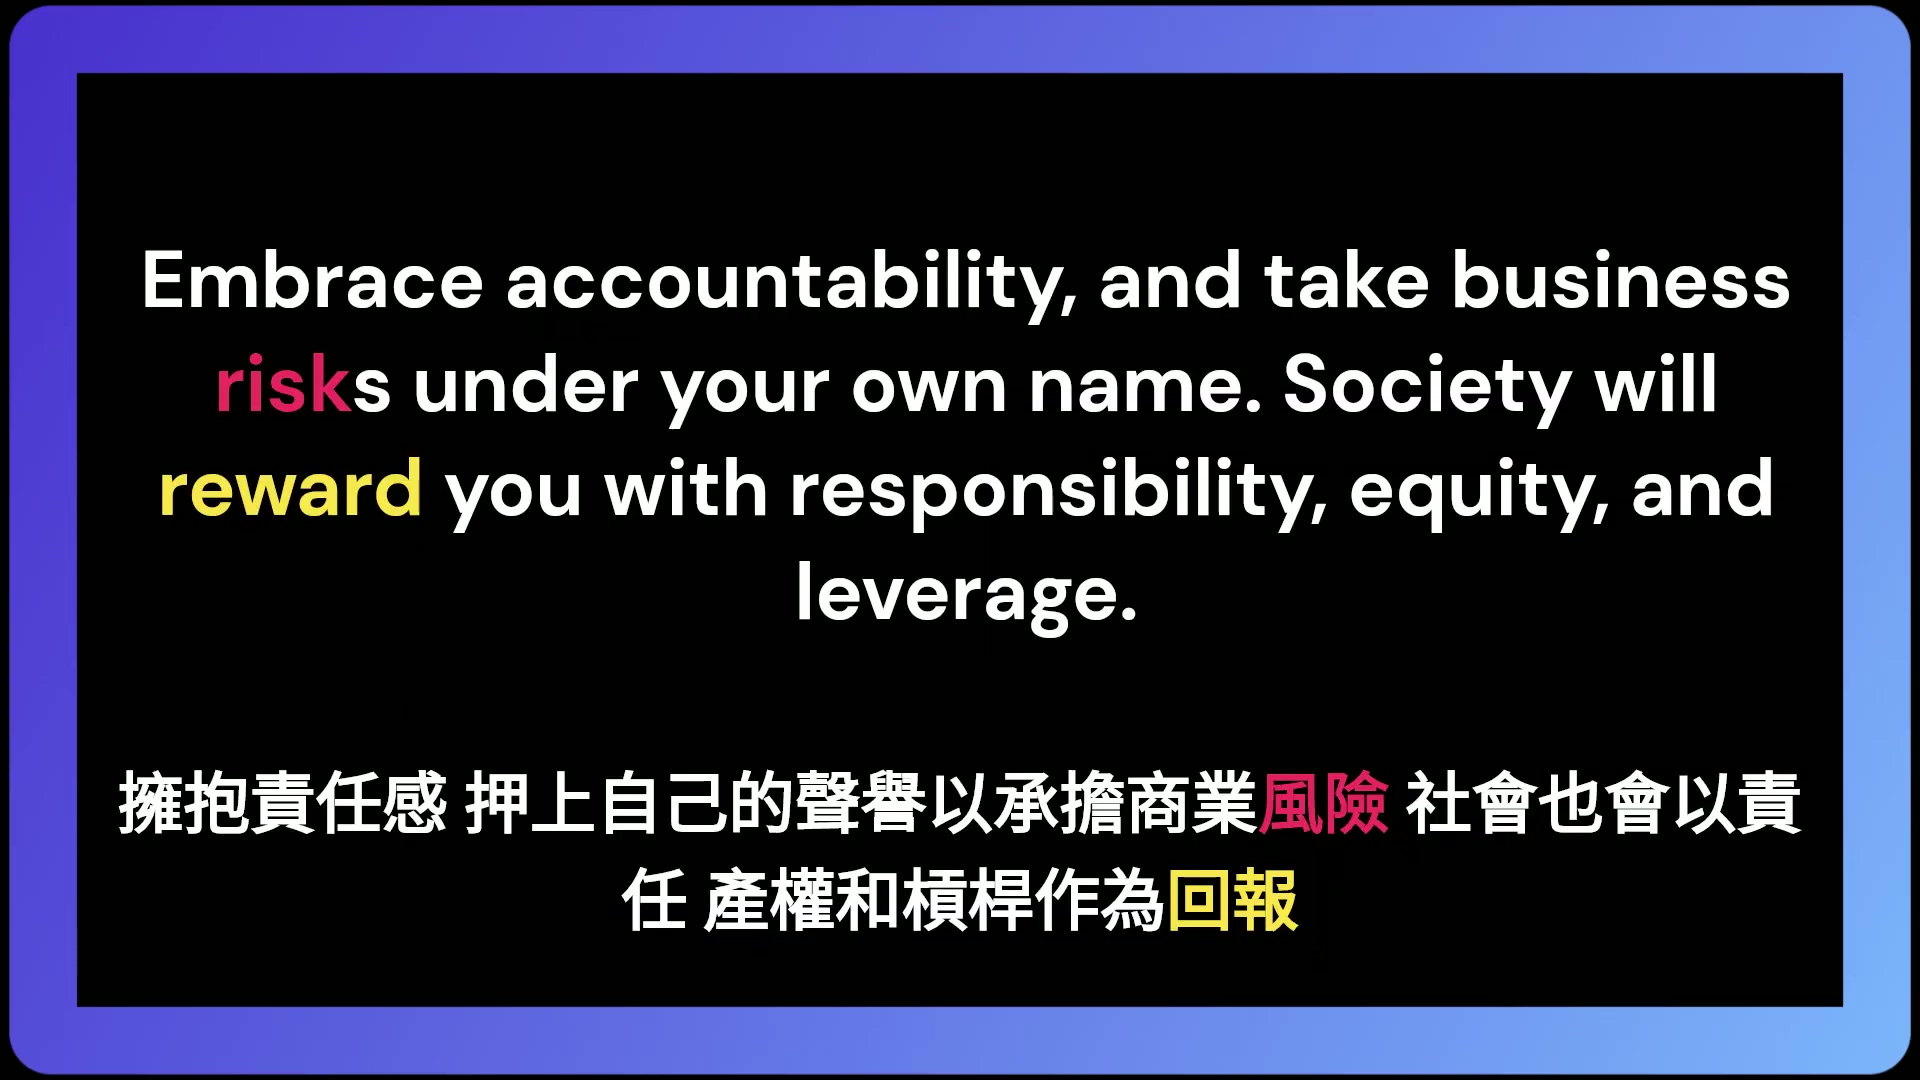 Embrace accountability, and take business
risks under your own name. Society will
reward you with responsibility, equity, and
leverage.
擁抱責任感 押上自己的聲譽以承擔商業風險 社會也會以責
任 產權和槓桿作為回報